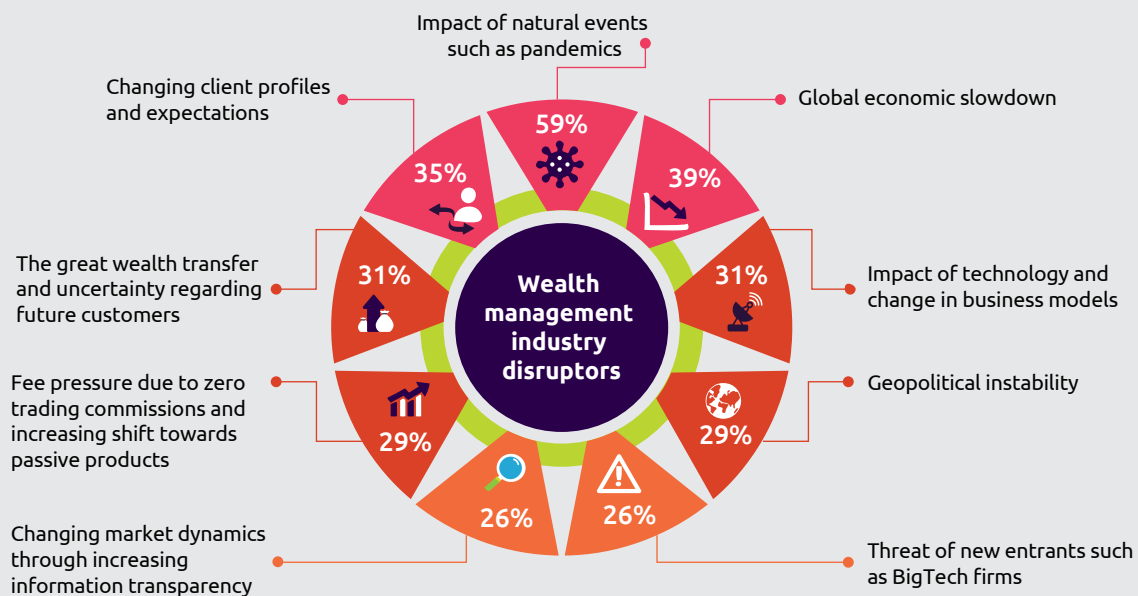 Impact of natural events
such as pandemics
Changing client profiles
and expectations
Global economic slowdown
59%
35%
39%
The great wealth transfer
and uncertainty regarding
future customers
31%
31%
Impact of technology and
change in business models
Wealth
management
industry
disruptors
Fee pressure due to zero
trading commissions and
increasing shift towards
passive products
29%
29%
Geopolitical instability
26%
26%
Changing market dynamics
through increasing
information transparency
Threat of new entrants such
as BigTech firms